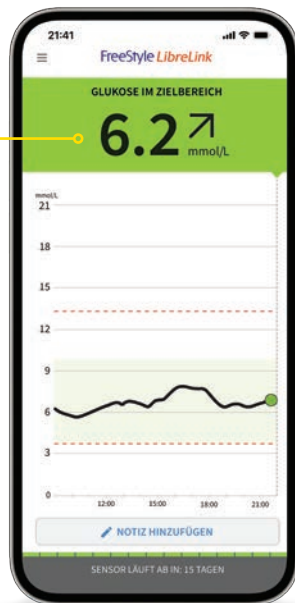 21:41
FreeStyle LibreLink
GLUKOSE IM ZIELBEREICH
6.2
mmol/L
mmol/L
21
18
15
12
9
6
3
0
12:00 15:00 18:00 21:00
NOTIZ HINZUFÜGEN
SENSOR LÄUFT AB IN: 15 TAGEN